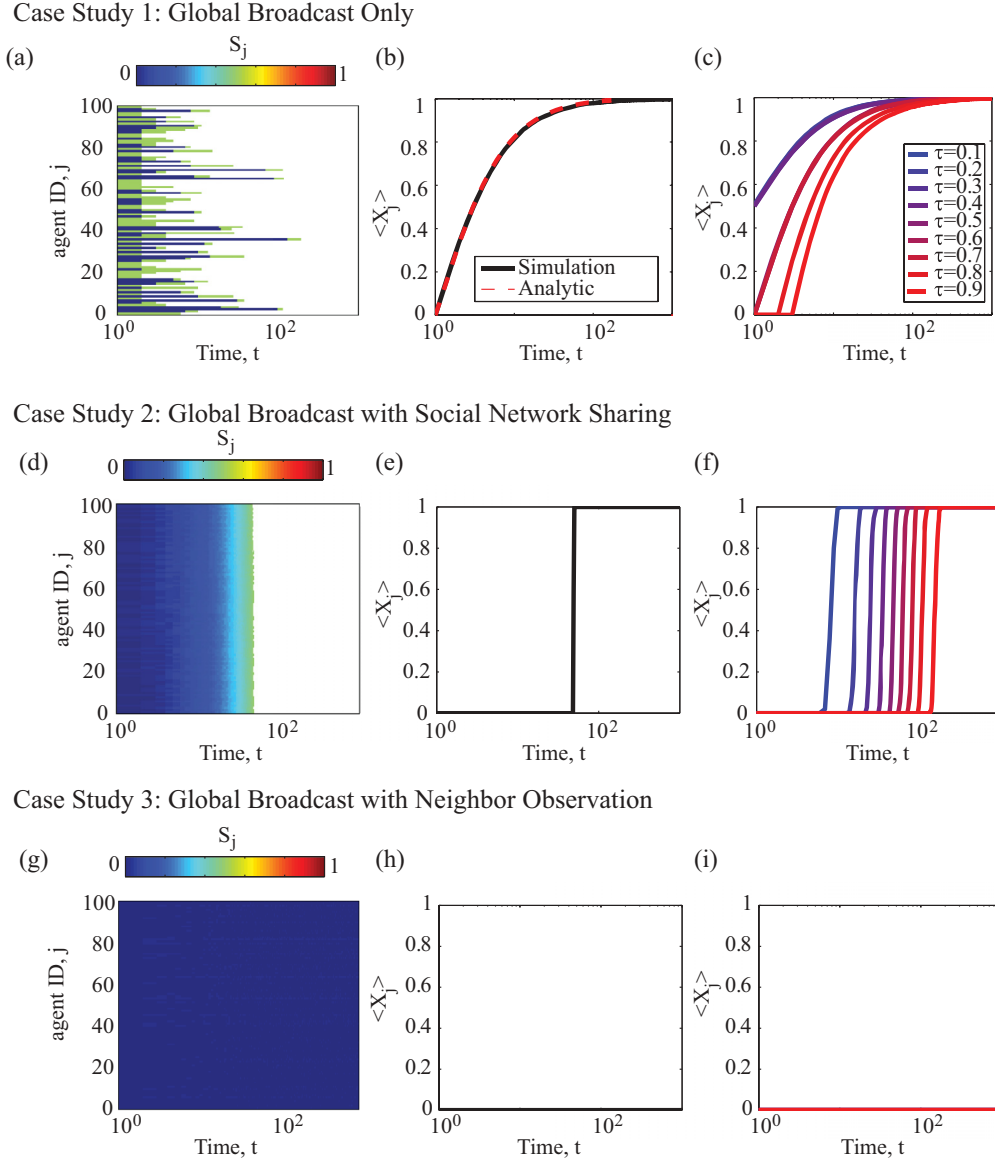 Case Study 1: Global Broadcast Only
(a)
S_j
0
1
100
80
60
40
20
0
agent ID, j
10^0
10^2
Time, t
(b)
1
0.8
0.6
0.4
0.2
0
<X_j>
Simulation
Analytic
10^0
10^2
Time, t
(c)
1
0.8
0.6
0.4
0.2
0
<X_j>
τ=0.1
τ=0.2
τ=0.3
τ=0.4
τ=0.5
τ=0.6
τ=0.7
τ=0.8
τ=0.9
10^0
10^2
Time, t
Case Study 2: Global Broadcast with Social Network Sharing
(d)
S_j
0
1
100
80
60
40
20
0
agent ID, j
10^0
10^2
Time, t
(e)
1
0.8
0.6
0.4
0.2
0
<X_j>
10^0
10^2
Time, t
(f)
1
0.8
0.6
0.4
0.2
0
<X_j>
10^0
10^2
Time, t
Case Study 3: Global Broadcast with Neighbor Observation
(g)
S_j
0
1
100
80
60
40
20
0
agent ID, j
10^0
10^2
Time, t
(h)
1
0.8
0.6
0.4
0.2
0
<X_j>
10^0
10^2
Time, t
(i)
1
0.8
0.6
0.4
0.2
0
<X_j>
10^0
10^2
Time, t